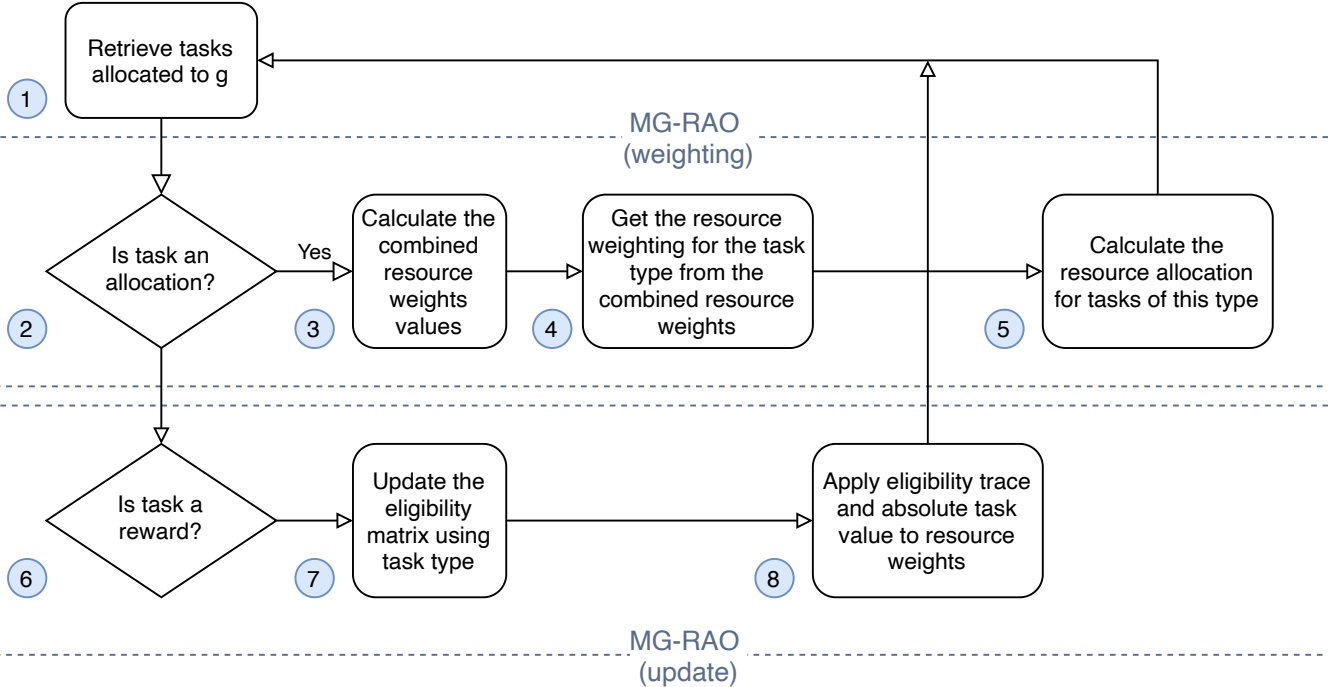 Retrieve tasks
allocated to g
1
MG-RAO
(weighting)
Is task an
allocation?
2
Yes
3
Calculate the
combined
resource
weights
values
4
Get the resource
weighting for the task
type from the
combined resource
weights
5
Calculate the
resource allocation
for tasks of this type
Is task a
reward?
6
7
Update the
eligibility
matrix using
task type
8
Apply eligibility trace
and absolute task
value to resource
weights
MG-RAO
(update)